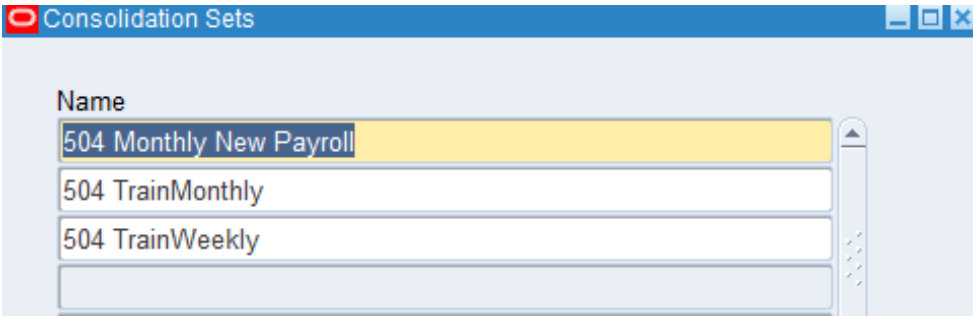 Consolidation Sets
Name
504 Monthly New Payroll
504 TrainMonthly
504 TrainWeekly